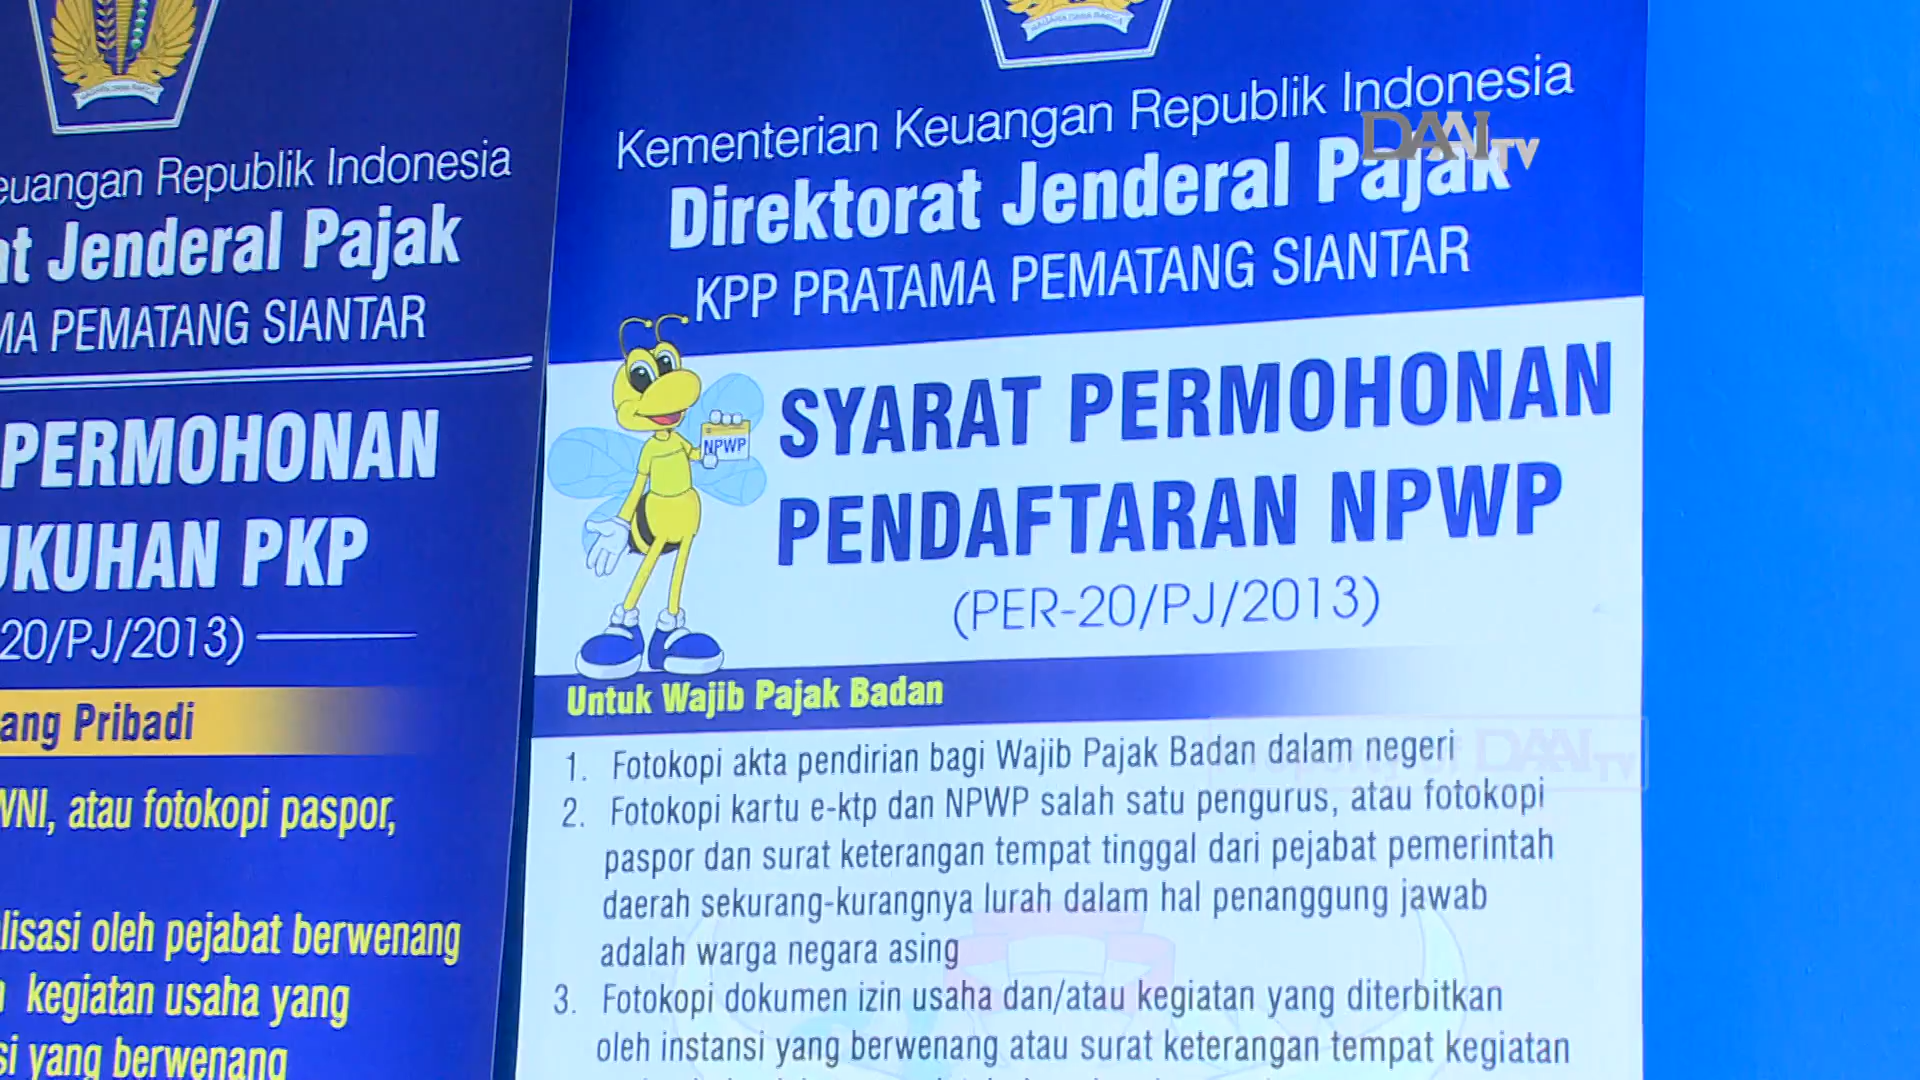 Keuangan Republik Indonesia
at Jenderal Pajak
MA PEMATANG SIANTAR
PERMOHONAN
UKUHAN PKP
20/PJ/2013)
ang Pribadi
WNI, atau fotokopi paspor,
lisasi oleh pejabat berwenang
kegiatan usaha yang
si yang berwenang
Kementerian Keuangan Republik Indonesia
Direktorat Jenderal Pajak
KPP PRATAMA PEMATANG SIANTAR
DAAI TV
NPWP
SYARAT PERMOHONAN
PENDAFTARAN NPWP
(PER-20/PJ/2013)
Untuk Wajib Pajak Badan
1. Fotokopi akta pendirian bagi Wajib Pajak Badan dalam negeri
2. Fotokopi kartu e-ktp dan NPWP salah satu pengurus, atau fotokopi
paspor dan surat keterangan tempat tinggal dari pejabat pemerintah
daerah sekurang-kurangnya lurah dalam hal penanggung jawab
adalah warga negara asing
3. Fotokopi dokumen izin usaha dan/atau kegiatan yang diterbitkan
oleh instansi yang berwenang atau surat keterangan tempat kegiatan
Property of DAAI TV